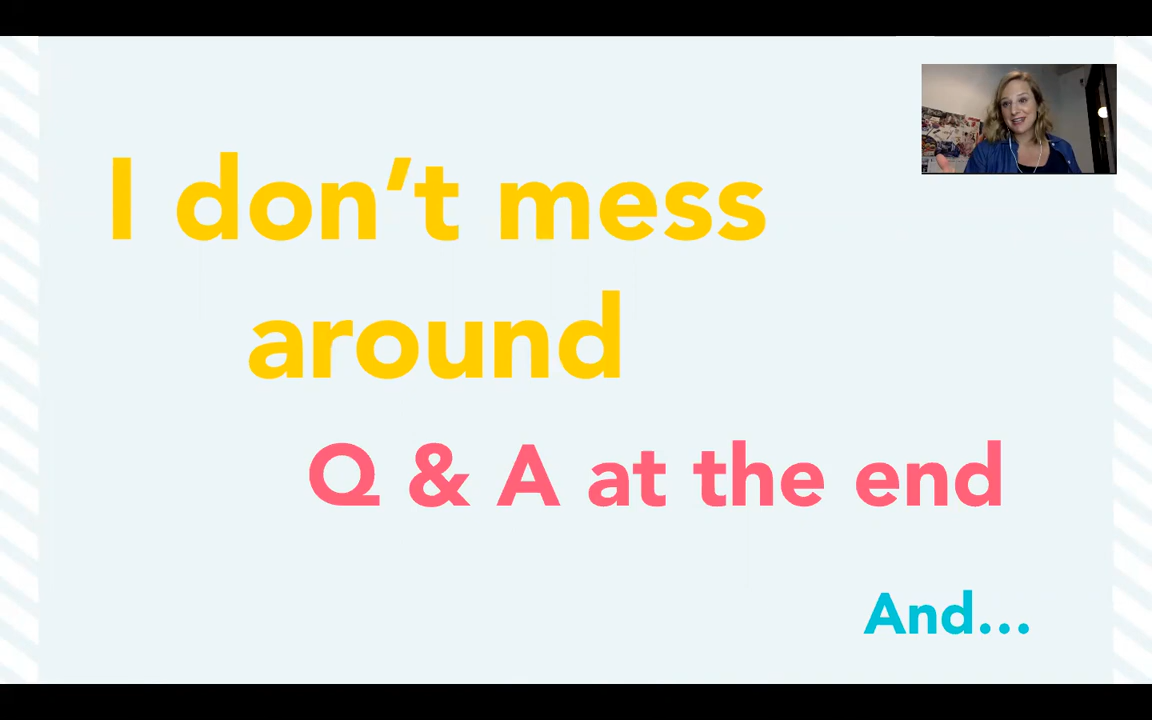 I don’t mess
around
Q & A at the end
And...